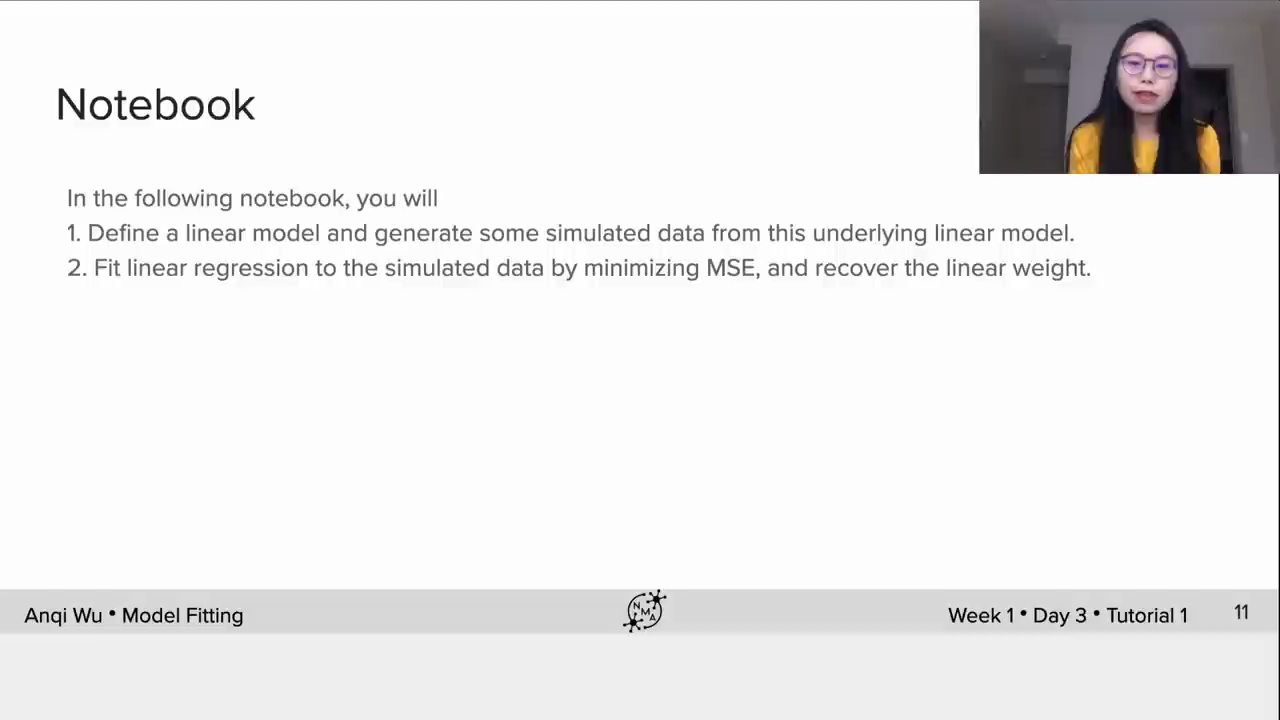 Notebook
In the following notebook, you will
1. Define a linear model and generate some simulated data from this underlying linear model.
2. Fit linear regression to the simulated data by minimizing MSE, and recover the linear weight.
Anqi Wu • Model Fitting
N M A
Week 1 • Day 3 • Tutorial 1
11